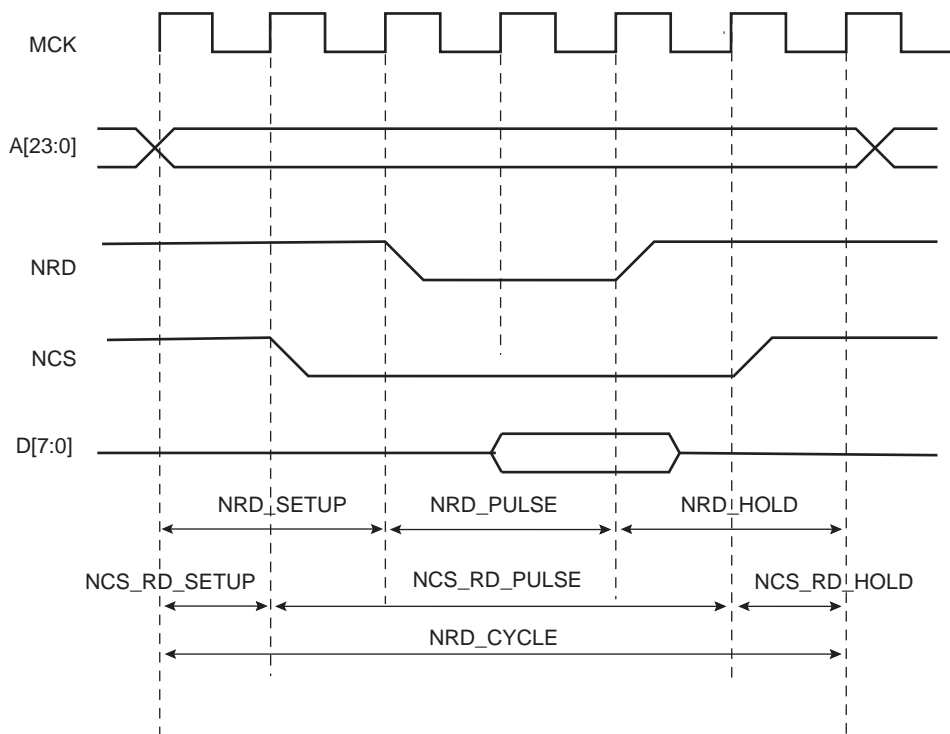 MCK
A[23:0]
NRD
NCS
D[7:0]
NRD_SETUP NRD_PULSE NRD_HOLD
NCS_RD_SETUP NCS_RD_PULSE NCS_RD_HOLD
NRD_CYCLE